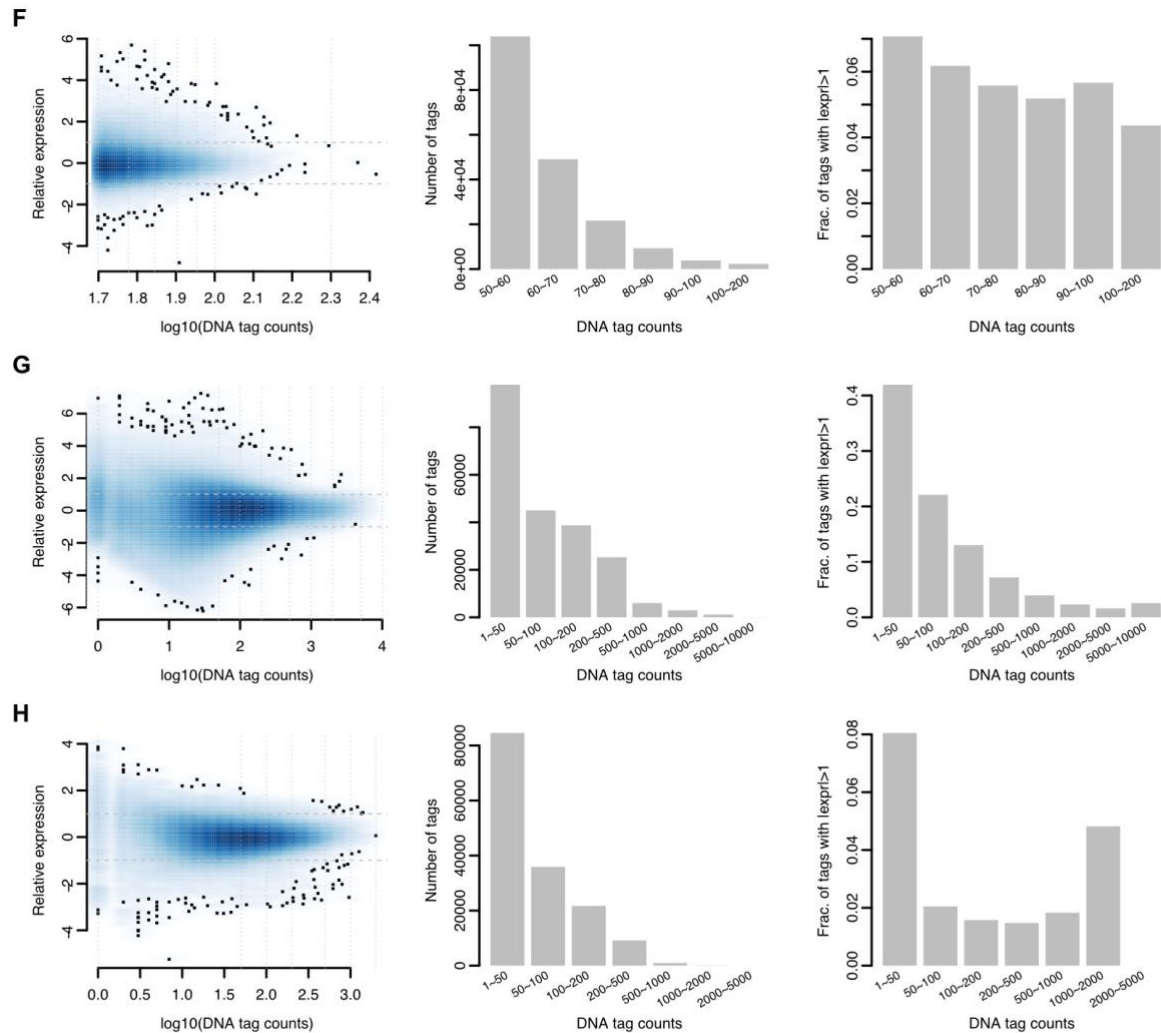 F
Relative expression
6
4
2
0
-2
-4
1.7 1.8 1.9 2.0 2.1 2.2 2.3 2.4
log10(DNA tag counts)
Number of tags
8e+04
4e+04
0e+00
50~60 60~70 70~80 80~90 90~100 100~200
DNA tag counts
Frac. of tags with lexprl>1
0.06
0.04
0.02
0.00
50~60 60~70 70~80 80~90 90~100 100~200
DNA tag counts
G
Relative expression
6
4
2
0
-2
-4
-6
0 1 2 3 4
log10(DNA tag counts)
Number of tags
60000
20000
0
1~50 50~100 100~200 200~500 500~1000 1000~2000 2000~5000 5000~10000
DNA tag counts
Frac. of tags with lexprl>1
0.4
0.3
0.2
0.1
0.0
1~50 50~100 100~200 200~500 500~1000 1000~2000 2000~5000 5000~10000
DNA tag counts
H
Relative expression
4
2
0
-2
-4
0.0 0.5 1.0 1.5 2.0 2.5 3.0
log10(DNA tag counts)
Number of tags
80000
60000
40000
20000
0
1~50 50~100 100~200 200~500 500~1000 1000~2000 2000~5000
DNA tag counts
Frac. of tags with lexprl>1
0.08
0.06
0.04
0.02
0.00
1~50 50~100 100~200 200~500 500~1000 1000~2000 2000~5000
DNA tag counts